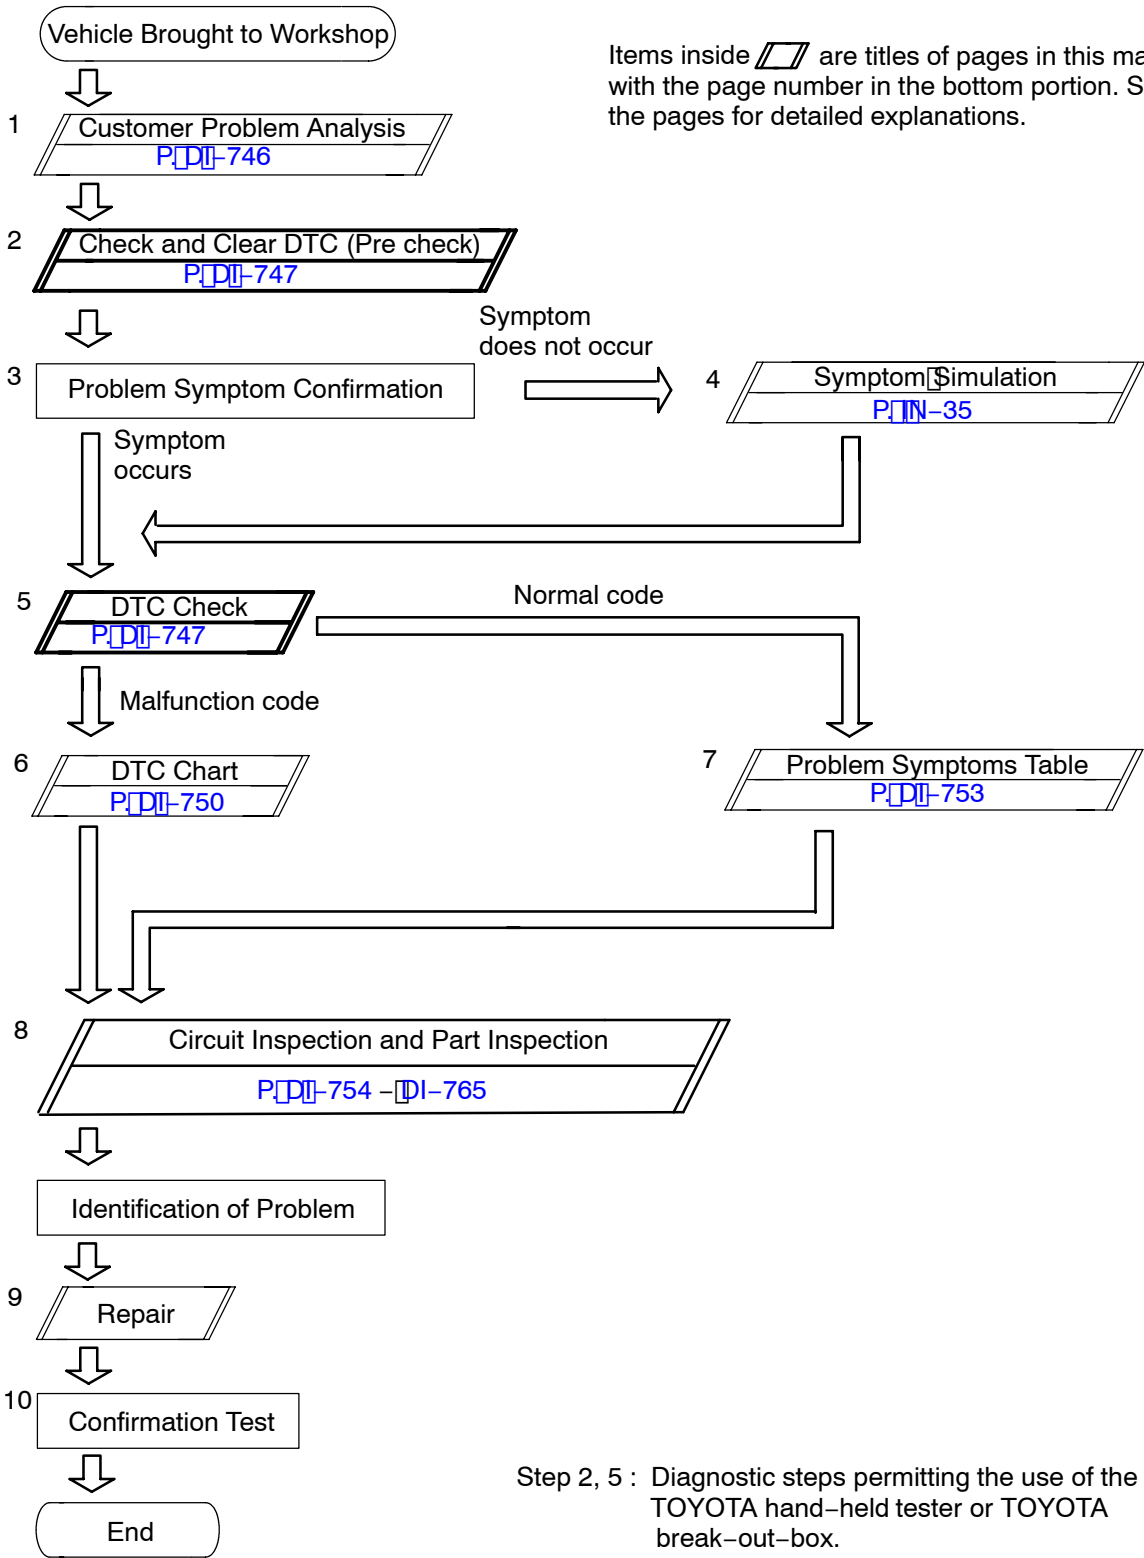 Vehicle Brought to Workshop
Items inside are titles of pages in this
with the page number in the bottom portion.
the pages for detailed explanations.
1
Customer Problem Analysis
P. DI–746
2
Check and Clear DTC (Pre check)
P. DI–747
Symptom
does not occur
3
Problem Symptom Confirmation
4
Symptom Simulation
P. IN–35
Symptom
occurs
5
DTC Check
P. DI–747
Normal code
Malfunction code
6
DTC Chart
P. DI–750
7
Problem Symptoms Table
P. DI–753
8
Circuit Inspection and Part Inspection
P. DI–754 – DI–765
Identification of Problem
9
Repair
10
Confirmation Test
Step 2, 5 : Diagnostic steps permitting the use of the
TOYOTA hand–held tester or TOYOTA
break–out–box.
End